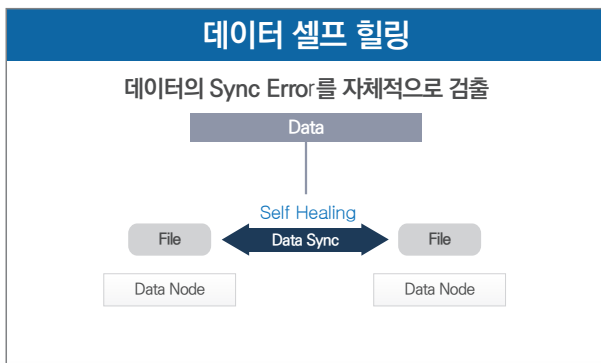 데이터 셀프 힐링
데이터의 Sync Error를 자체적으로 검출
Data
Self Healing
File Data Sync File
Data Node Data Node